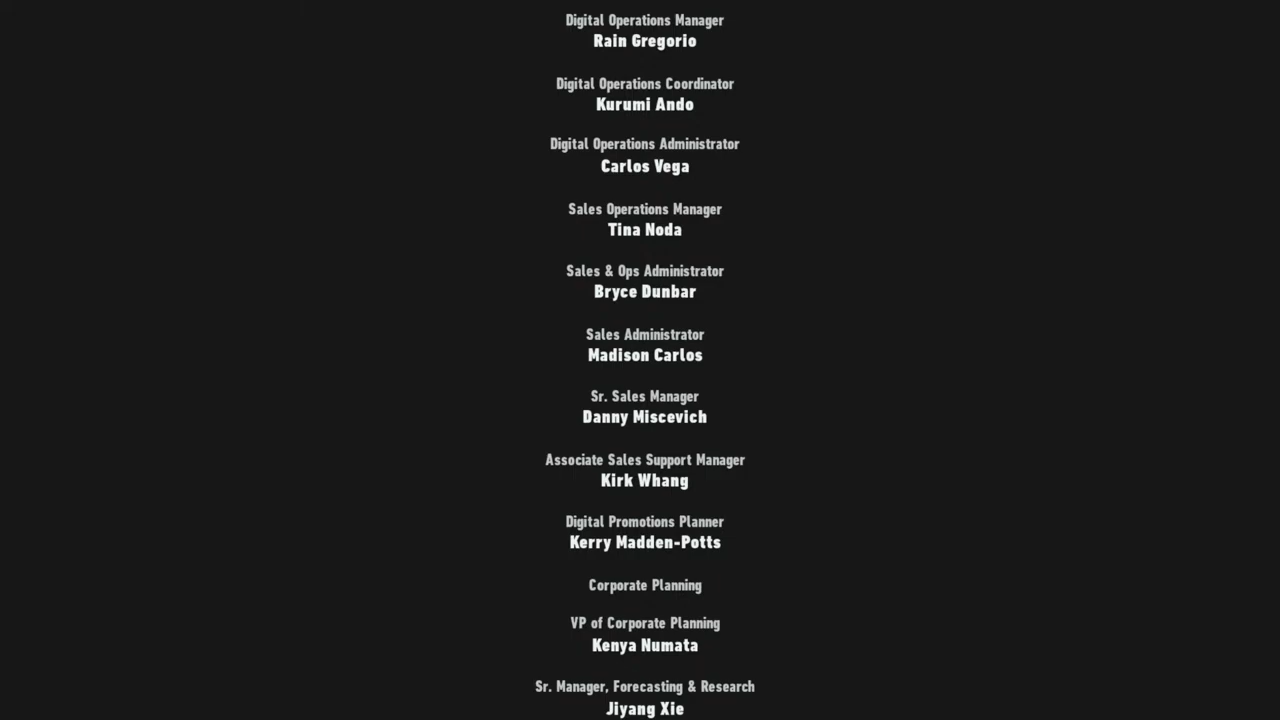 Digital Operations Manager
Rain Gregorio
Digital Operations Coordinator
Kurumi Ando
Digital Operations Administrator
Carlos Vega
Sales Operations Manager
Tina Noda
Sales & Ops Administrator
Bryce Dunbar
Sales Administrator
Madison Carlos
Sr. Sales Manager
Danny Miscevich
Associate Sales Support Manager
Kirk Whang
Digital Promotions Planner
Kerry Madden-Potts
Corporate Planning
VP of Corporate Planning
Kenya Numata
Sr. Manager, Forecasting & Research
Jiyang Xie